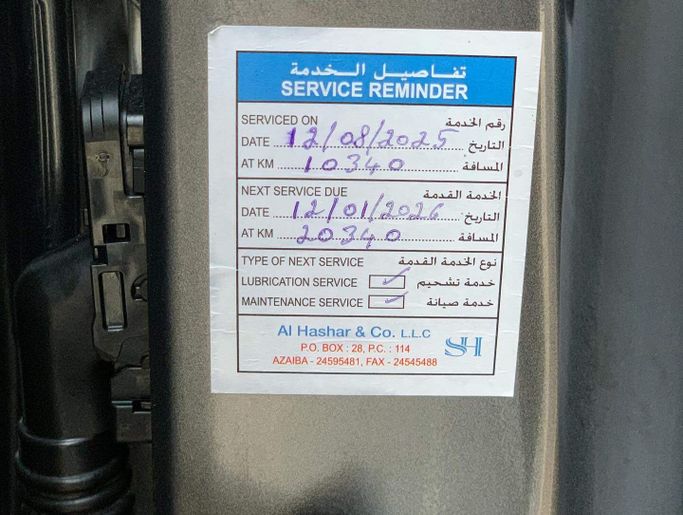 تفاصيل الخدمة
SERVICE REMINDER
SERVICED ON رقم الخدمة
DATE 12/08/2025 التاريخ
AT KM 10340 المسافة
NEXT SERVICE DUE الخدمة القدمة
DATE 12/01/2026 التاريخ
AT KM 20340 المسافة
TYPE OF NEXT SERVICE نوع الخدمة القدمة
LUBRICATION SERVICE ✓ خدمة تشحيم
MAINTENANCE SERVICE ✓ خدمة صيانة
Al Hashar & Co. L.L.C
P.O. BOX : 28, P.C. : 114
AZAIBA - 24595481, FAX - 24545488
SH